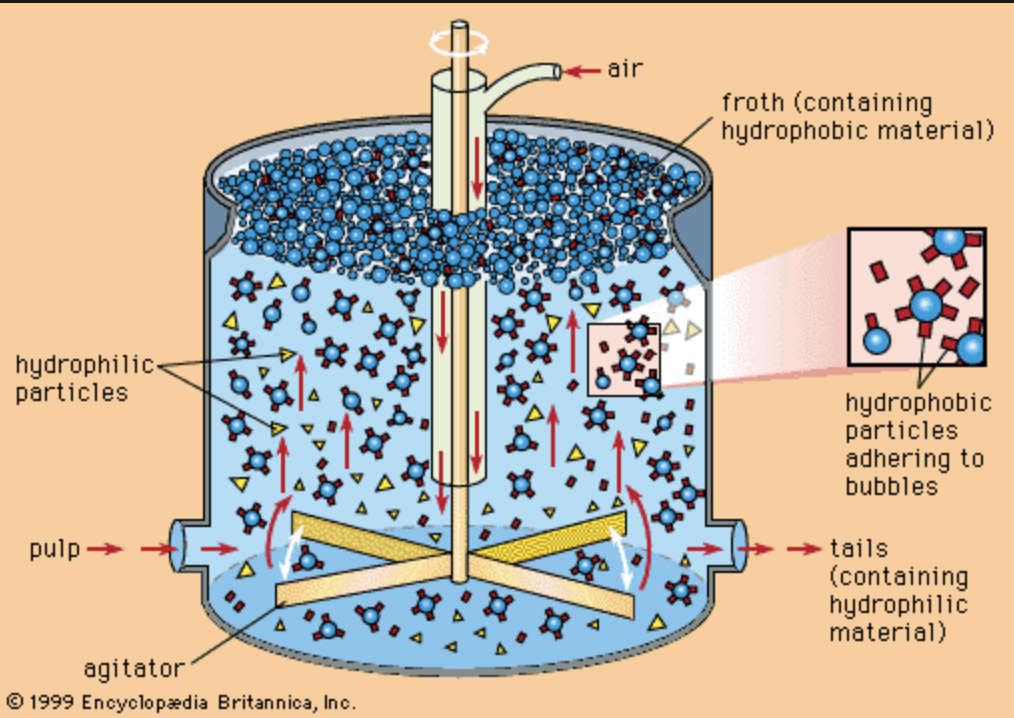 air
froth (containing
hydrophobic material)
hydrophilic
particles
hydrophobic
particles
adhering to
bubbles
pulp
tails
(containing
hydrophilic
material)
agitator
© 1999 Encyclopædia Britannica, Inc.